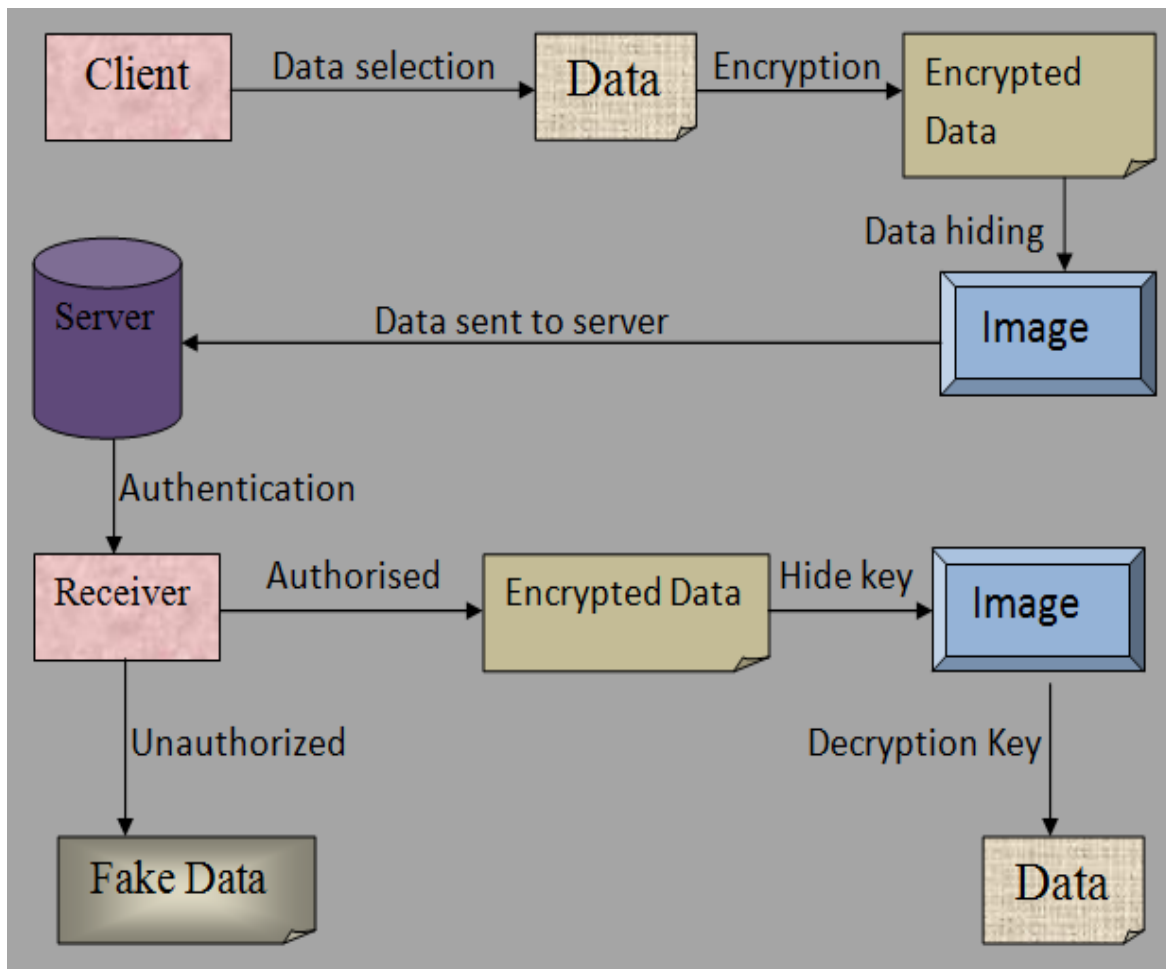 Client
Data selection
Data
Encryption
Encrypted
Data
Data hiding
Server
Data sent to server
Image
Authentication
Receiver
Authorised
Encrypted Data
Hide key
Image
Unauthorized
Decryption Key
Fake Data
Data